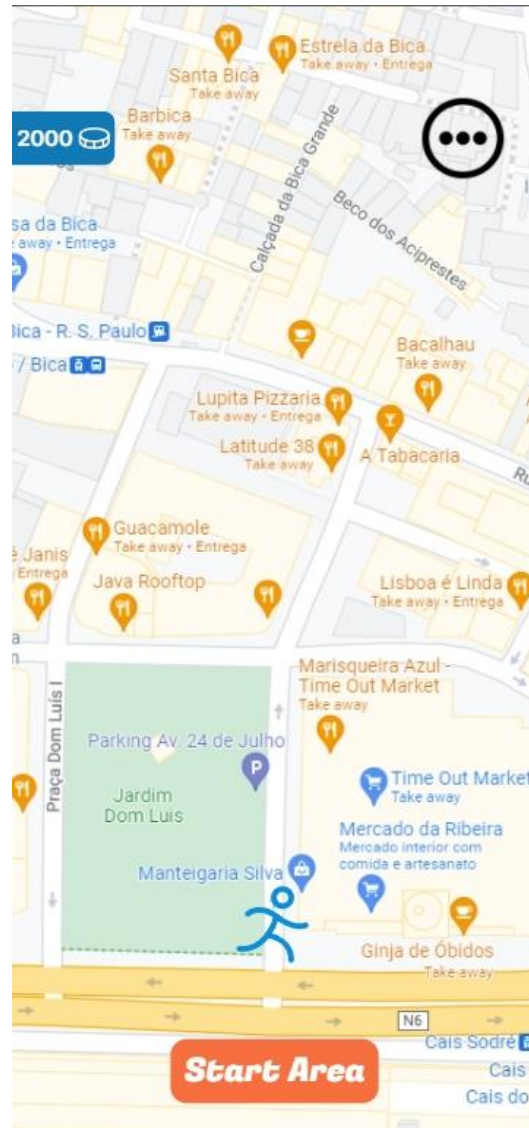 Estrela da Bica
Take away • Entrega
Santa Bica
Take away
2000
Barbica
Take away
Calçada da Bica Grande
Beco dos Aciprestes
sa da Bica
away • Entrega
Bica - R. S. Paulo
/ Bica
Bacalhau
Take away
Lupita Pizzaria
Take away • Entrega
Latitude 38
Take away
A Tabacaria
Ru
Guacamole
Take away • Entrega
Janis
Entrega
Java Rooftop
Lisboa é Linda
Take away • Entrega
Marisqueira Azul -
Time Out Market
Take away
Praça Dom Luís I
Parking Av. 24 de Julho
P
Jardim
Dom Luis
Time Out Market
Take away
Mercado da Ribeira
Mercado interior com
comida e artesanato
Manteigaria Silva
Ginja de Óbidos
Take away
N6
Cais Sodré
Start Area
Cais
Cais do